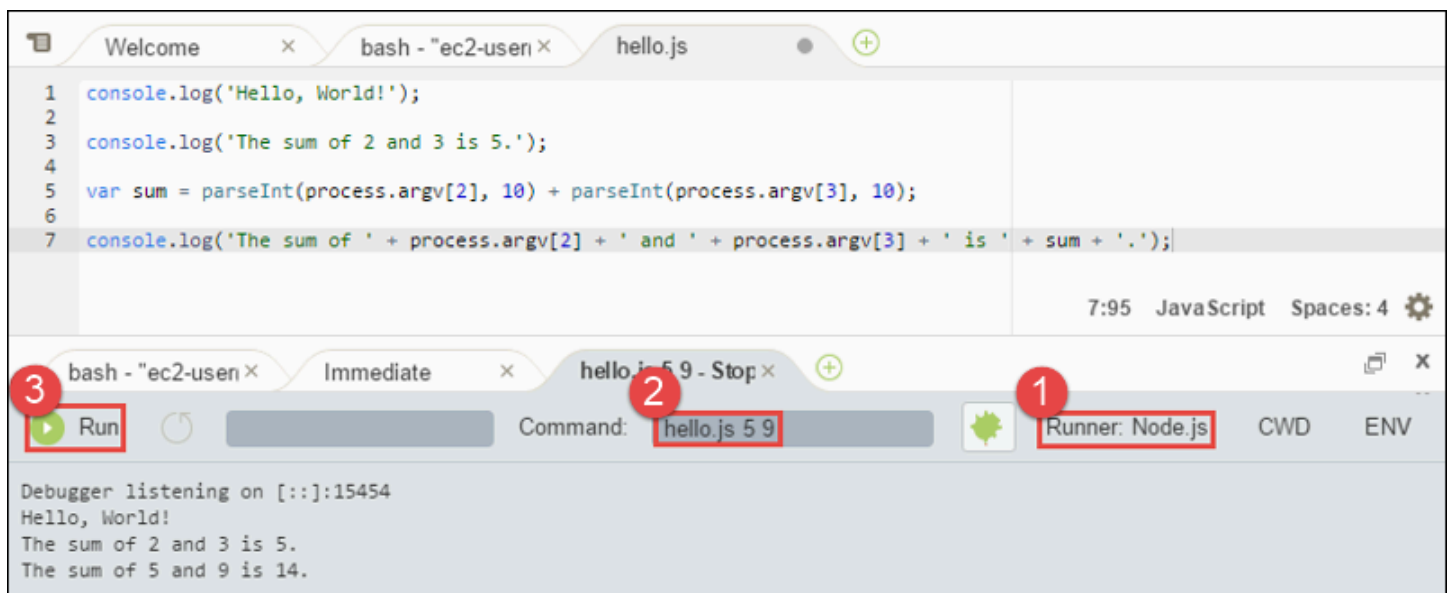 Welcome × bash - "ec2-user × hello.js
1 console.log('Hello, World!');
2
3 console.log('The sum of 2 and 3 is 5.');
4
5 var sum = parseInt(process.argv[2], 10) + parseInt(process.argv[3], 10);
6
7 console.log('The sum of ' + process.argv[2] + ' and ' + process.argv[3] + ' is ' + sum + '.');
7:95 JavaScript Spaces: 4
bash - "ec2-user × Immediate × hello.js 5 9 - Stop × x
3 2 1
Run Command: hello.js 5 9 Runner: Node.js CWD ENV
Debugger listening on [::]:15454
Hello, World!
The sum of 2 and 3 is 5.
The sum of 5 and 9 is 14.